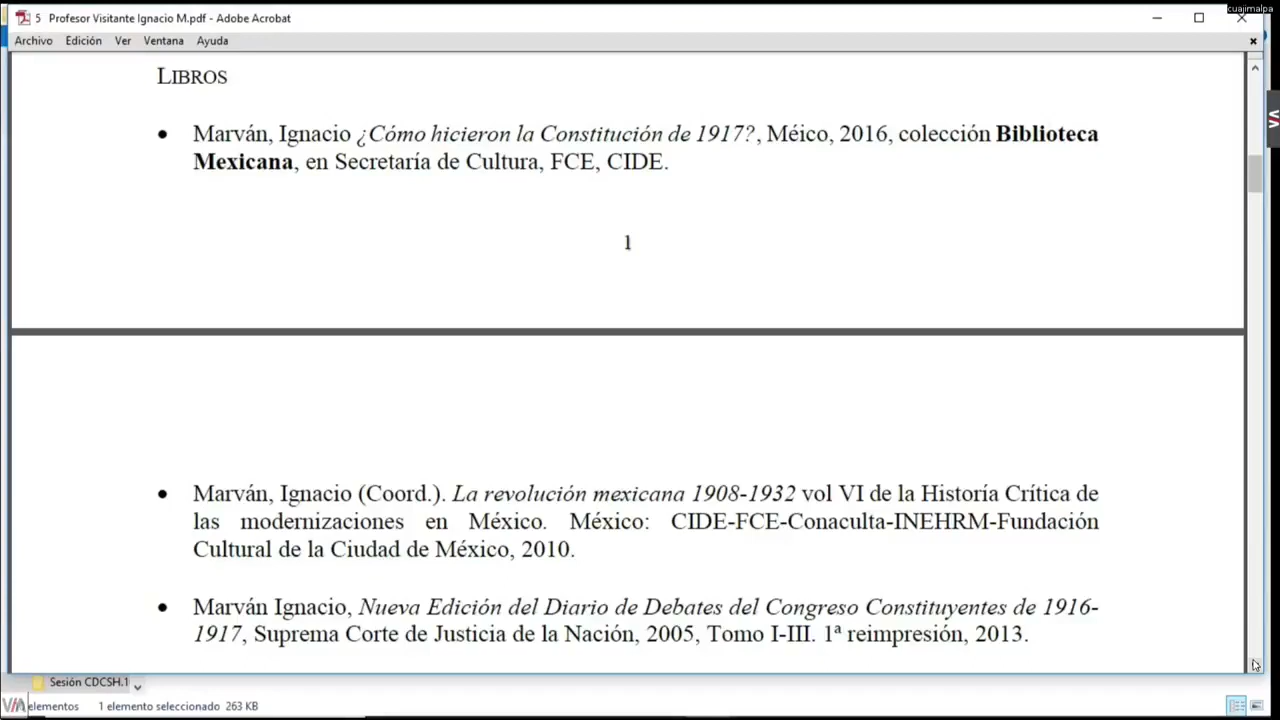 cuajimalpa
5 Profesor Visitante Ignacio M.pdf - Adobe Acrobat
Archivo Edición Ver Ventana Ayuda
LIBROS
• Marván, Ignacio ¿Cómo hicieron la Constitución de 1917?, Méico, 2016, colección Biblioteca
Mexicana, en Secretaría de Cultura, FCE, CIDE.
1
• Marván, Ignacio (Coord.). La revolución mexicana 1908-1932 vol VI de la Historía Crítica de
las modernizaciones en México. México: CIDE-FCE-Conaculta-INEHRM-Fundación
Cultural de la Ciudad de México, 2010.
• Marván Ignacio, Nueva Edición del Diario de Debates del Congreso Constituyentes de 1916-
1917, Suprema Corte de Justicia de la Nación, 2005, Tomo I-III. 1ª reimpresión, 2013.
Sesión CDCSH.1
elementos 1 elemento seleccionado 263 KB